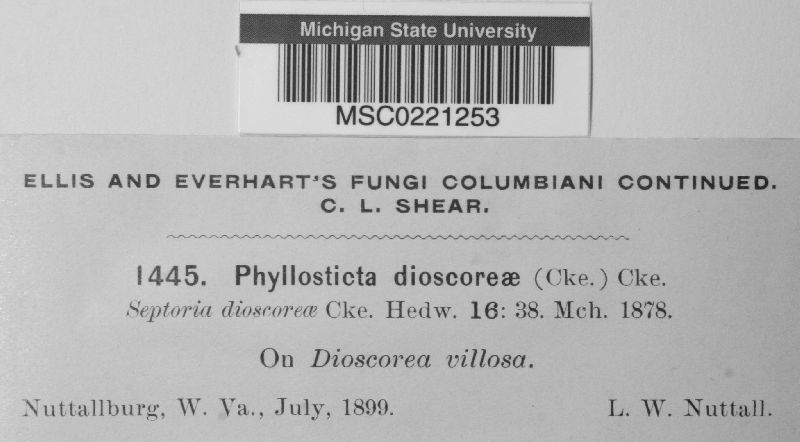 Michigan State University
MSC0221253
ELLIS AND EVERHART'S FUNGI COLUMBIANI CONTINUED.
C. L. SHEAR.
1445. Phyllosticta dioscoreæ (Cke.) Cke.
Septoria dioscoreæ Cke. Hedw. 16: 38. Mch. 1878.
On Dioscorea villosa.
Nuttallburg, W. Va., July, 1899. L. W. Nuttall.